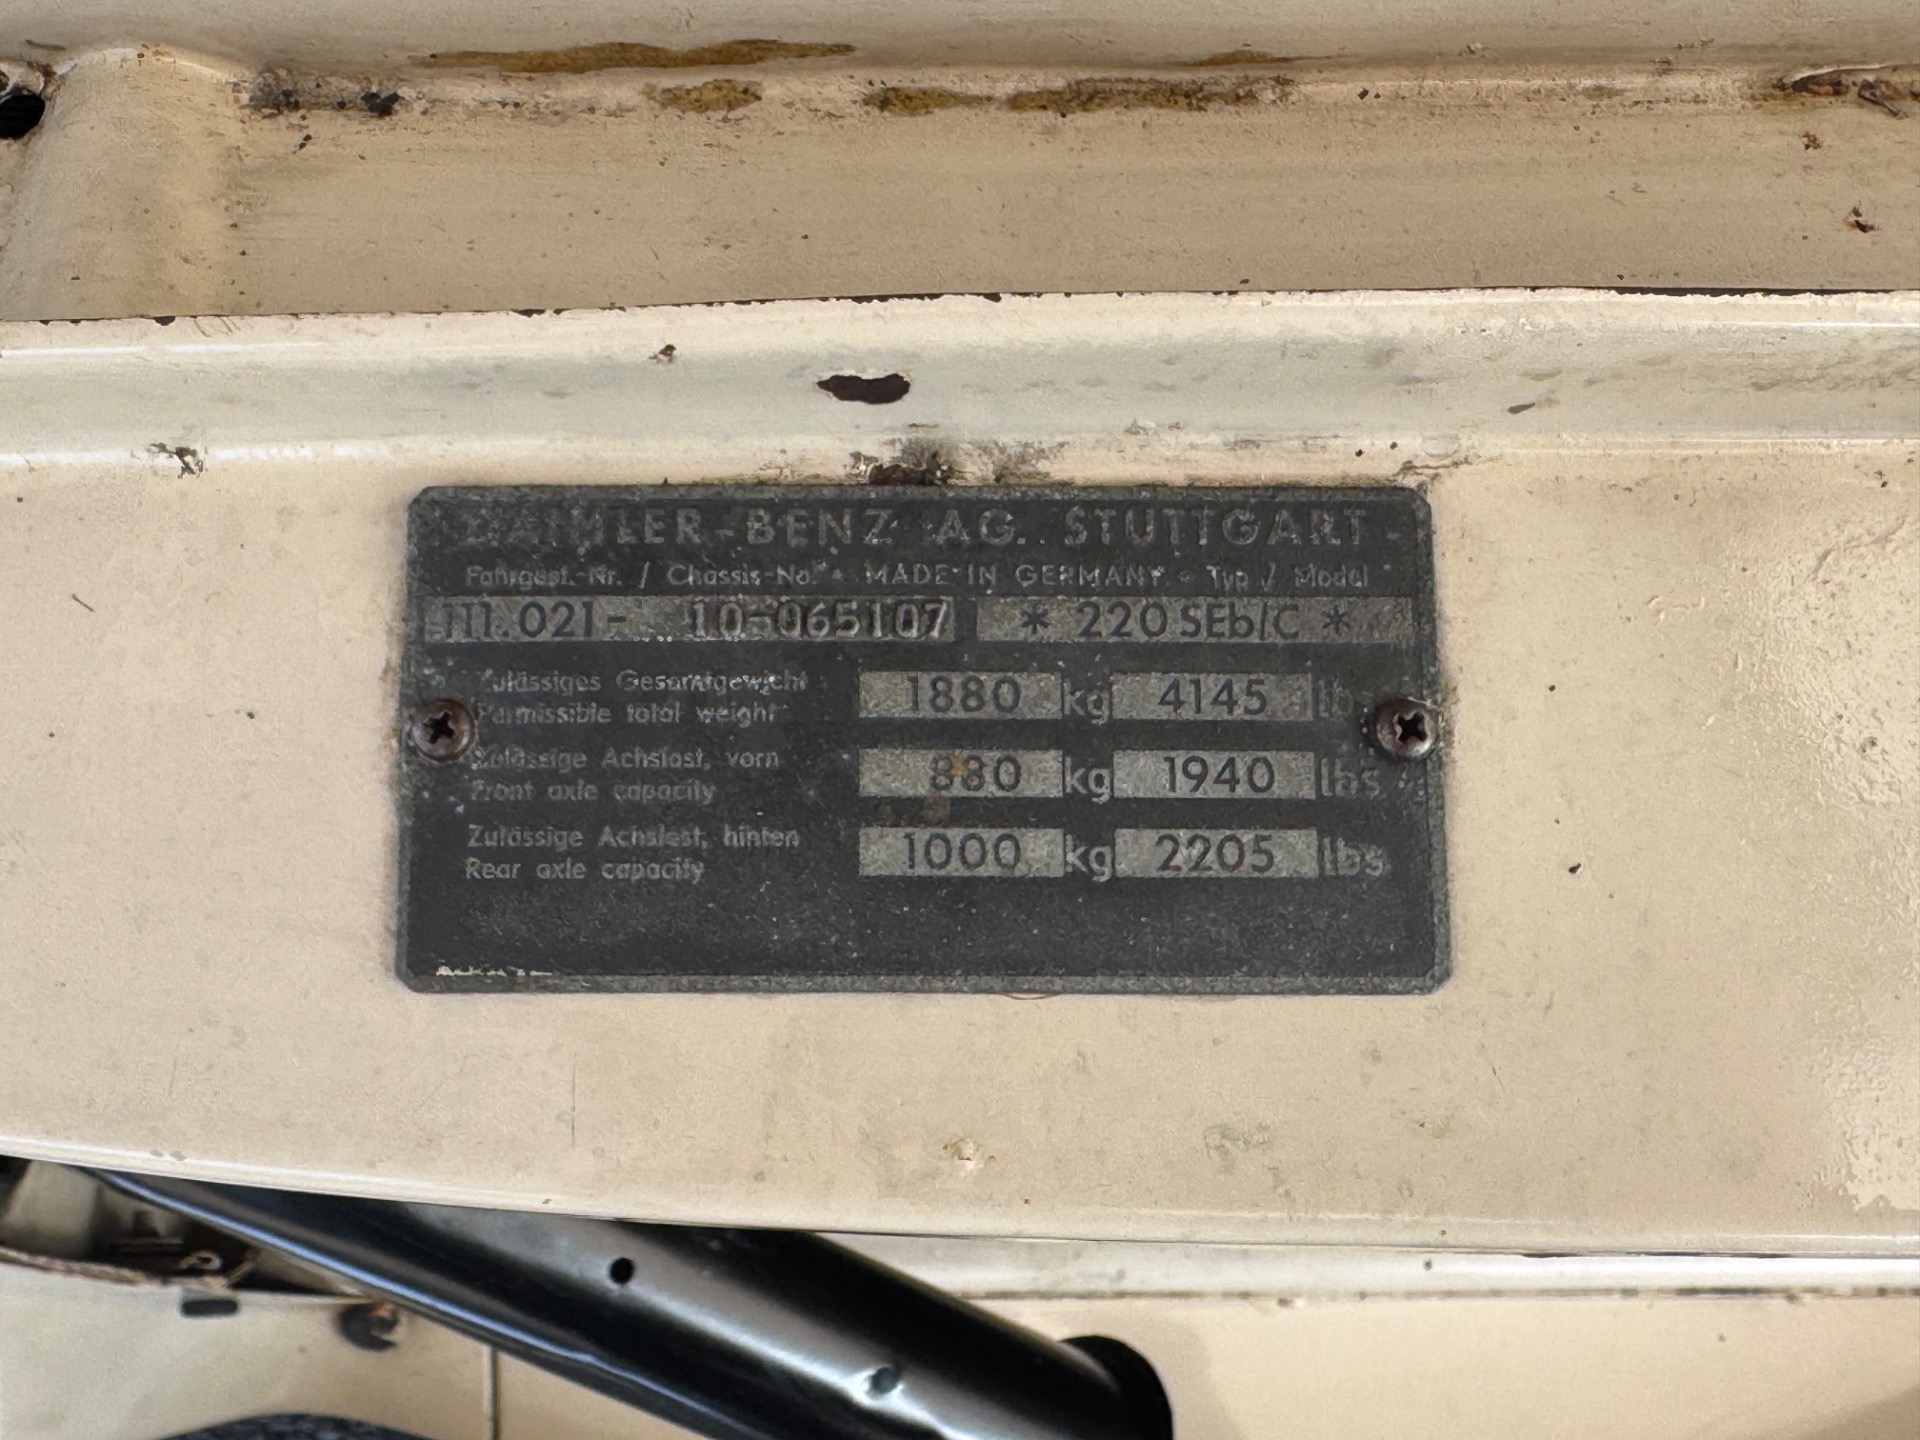 DAIMLER-BENZ AG. STUTTGART
Fahrgest.-Nr. / Chassis-No. * MADE IN GERMANY * Typ / Model
111.021- 10-065107 * 220 SEb/C *
Zulässiges Gesamtgewicht
Permissible total weight 1880 kg 4145 lbs
Zulässige Achslast, vorn
Front axle capacity 880 kg 1940 lbs
Zulässige Achslast, hinten
Rear axle capacity 1000 kg 2205 lbs